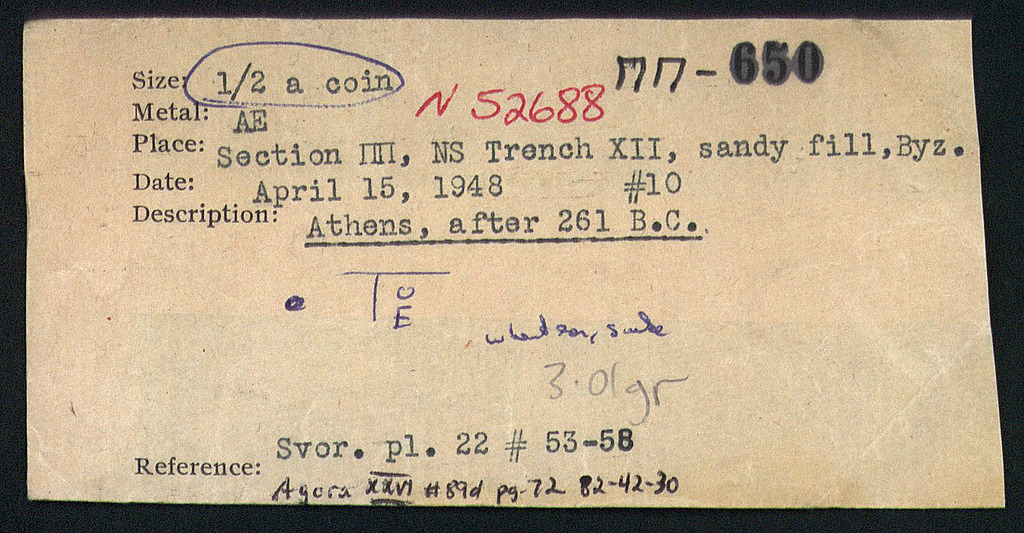 Size: 1/2 a coin
ΠΠ - 650
N 52688
Metal: AE
Place: Section ΠΠ, NS Trench XII, sandy fill, Byz.
Date: April 15, 1948 #10
Description: Athens, after 261 B.C.
E
3.01gr
Svor. pl. 22 # 53-58
Reference: Agora XXVI #89d pg. 72 82-42-30